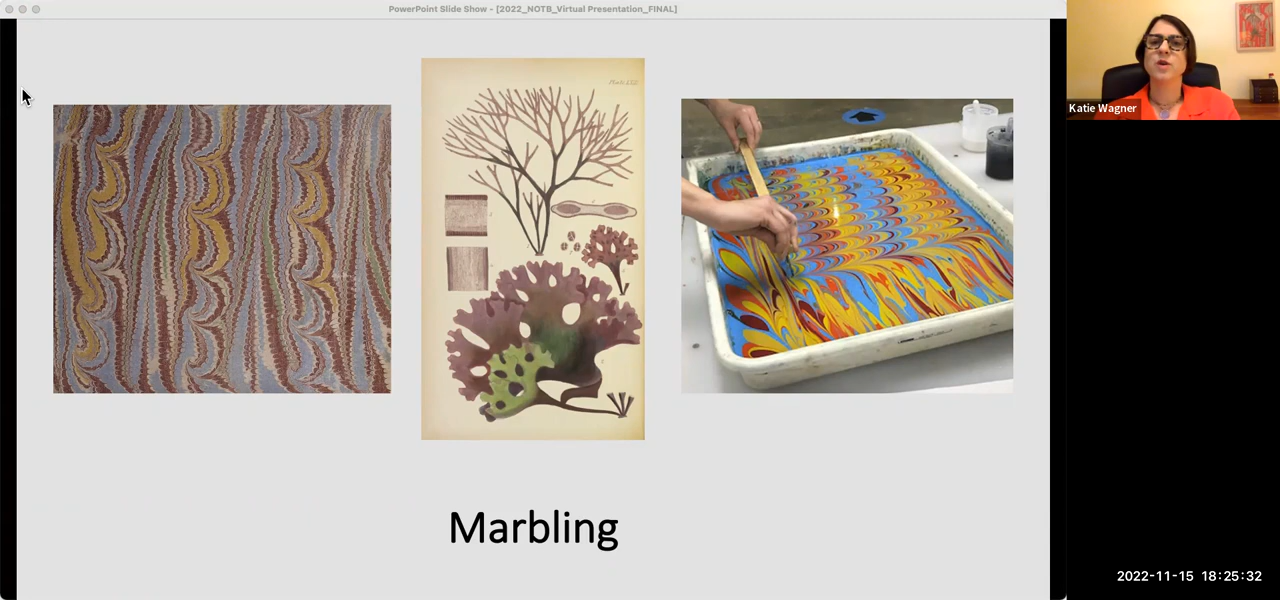 PowerPoint Slide Show - [2022_NOTB_Virtual Presentation_FINAL]
Katie Wagner
Marbling
2022-11-15 18:25:32